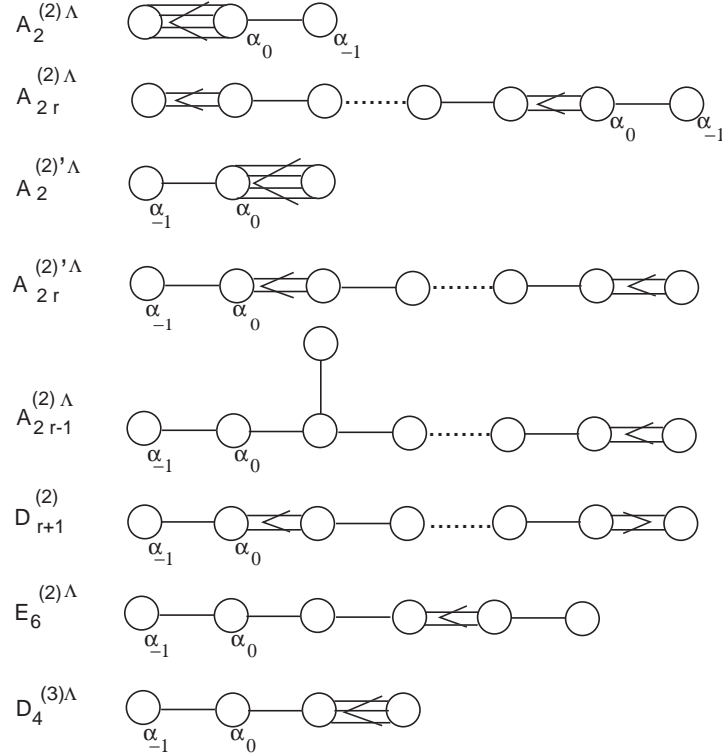 A₂⁽²⁾Λ α₀ α₋₁
A₂ᵣ⁽²⁾Λ α₀ α₋₁
A₂⁽²⁾'Λ α₋₁ α₀
A₂ᵣ⁽²⁾'Λ α₋₁ α₀
A₂ᵣ₋₁⁽²⁾Λ α₋₁ α₀
Dᵣ₊₁⁽²⁾ α₋₁ α₀
E₆⁽²⁾Λ α₋₁ α₀
D₄⁽³⁾Λ α₋₁ α₀